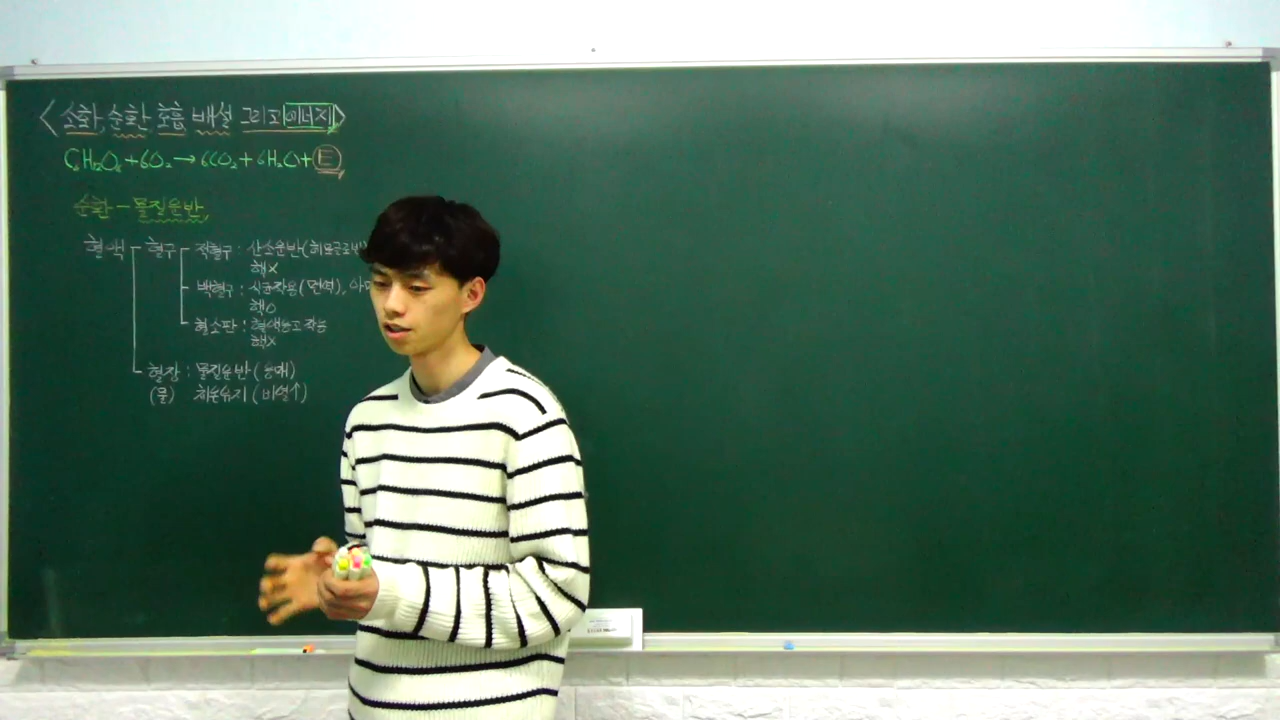 <소화, 순환, 호흡, 배설 그리고 에너지>
C₆H₁₂O₆+6O₂→6CO₂+6H₂O+E
순환-물질운반
혈액 혈구 적혈구 : 산소운반(헤모글로빈
핵X
백혈구 : 식균작용(면역),
핵O
혈소판 : 혈액응고작용
핵X
혈장 : 물질운반(용매)
(물) 체온유지(비열↑)